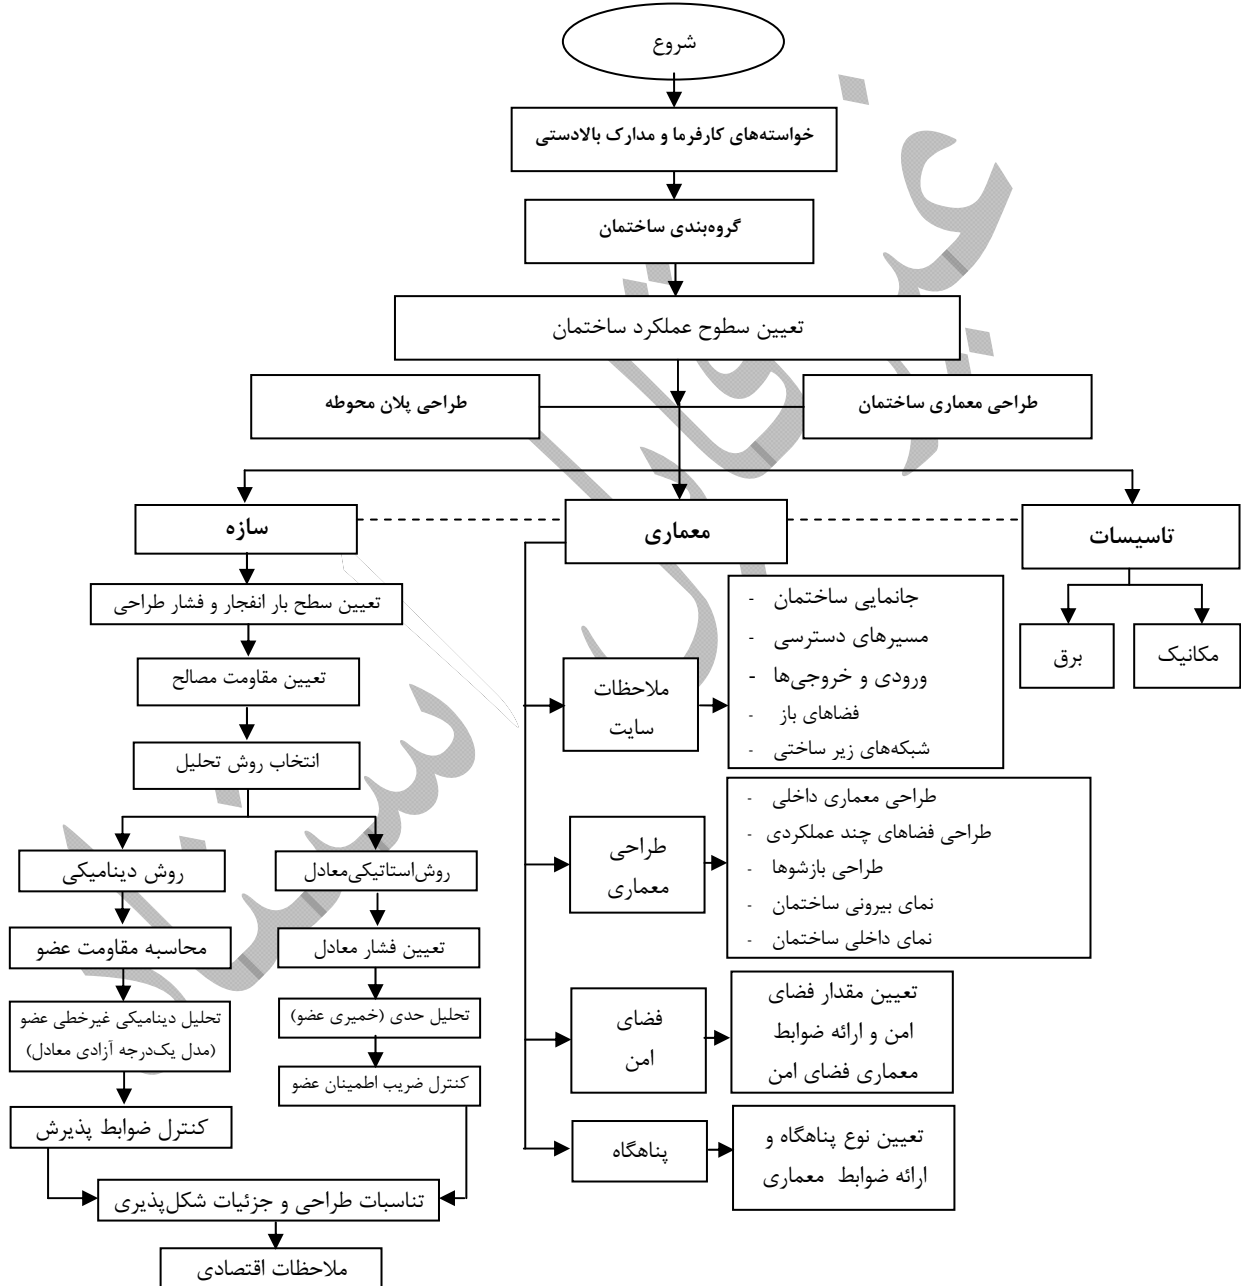 شروع
خواسته‌های کارفرما و مدارک بالادستی
گروه‌بندی ساختمان
تعیین سطوح عملکرد ساختمان
طراحی معماری ساختمان
طراحی پلان محوطه
تاسیسات
معماری
سازه
مکانیک
برق
ملاحظات
سایت
- جانمایی ساختمان
- مسیرهای دسترسی
- ورودی و خروجی‌ها
- فضاهای باز
- شبکه‌های زیر ساختی
طراحی
معماری
- طراحی معماری داخلی
- طراحی فضاهای چند عملکردی
- طراحی بازشوها
- نمای بیرونی ساختمان
- نمای داخلی ساختمان
فضای
امن
تعیین مقدار فضای
امن و ارائه ضوابط
معماری فضای امن
پناهگاه
تعیین نوع پناهگاه و
ارائه ضوابط معماری
تعیین سطح بار انفجار و فشار طراحی
تعیین مقاومت مصالح
انتخاب روش تحلیل
روش‌استاتیکی‌معادل
تعیین فشار معادل
تحلیل حدی (خمیری عضو)
کنترل ضریب اطمینان عضو
روش دینامیکی
محاسبه مقاومت عضو
تحلیل دینامیکی غیرخطی عضو
(مدل یک‌درجه آزادی معادل)
کنترل ضوابط پذیرش
تناسبات طراحی و جزئیات شکل‌پذیری
ملاحظات اقتصادی